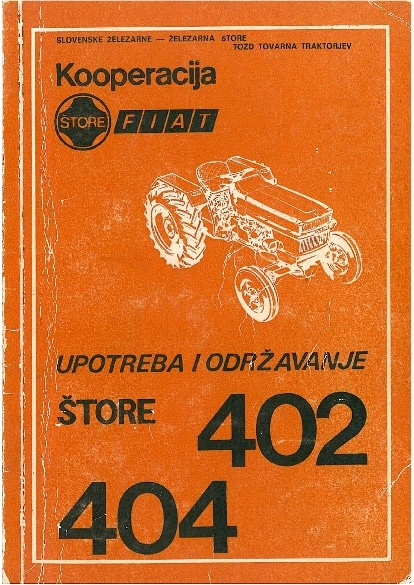 SLOVENSKE ŽELEZARNE — ŽELEZARNA ŠTORE
TOZD TOVARNA TRAKTORJEV
Kooperacija
ŠTORE FIAT
UPOTREBA I ODRŽAVANJE
ŠTORE 402
404